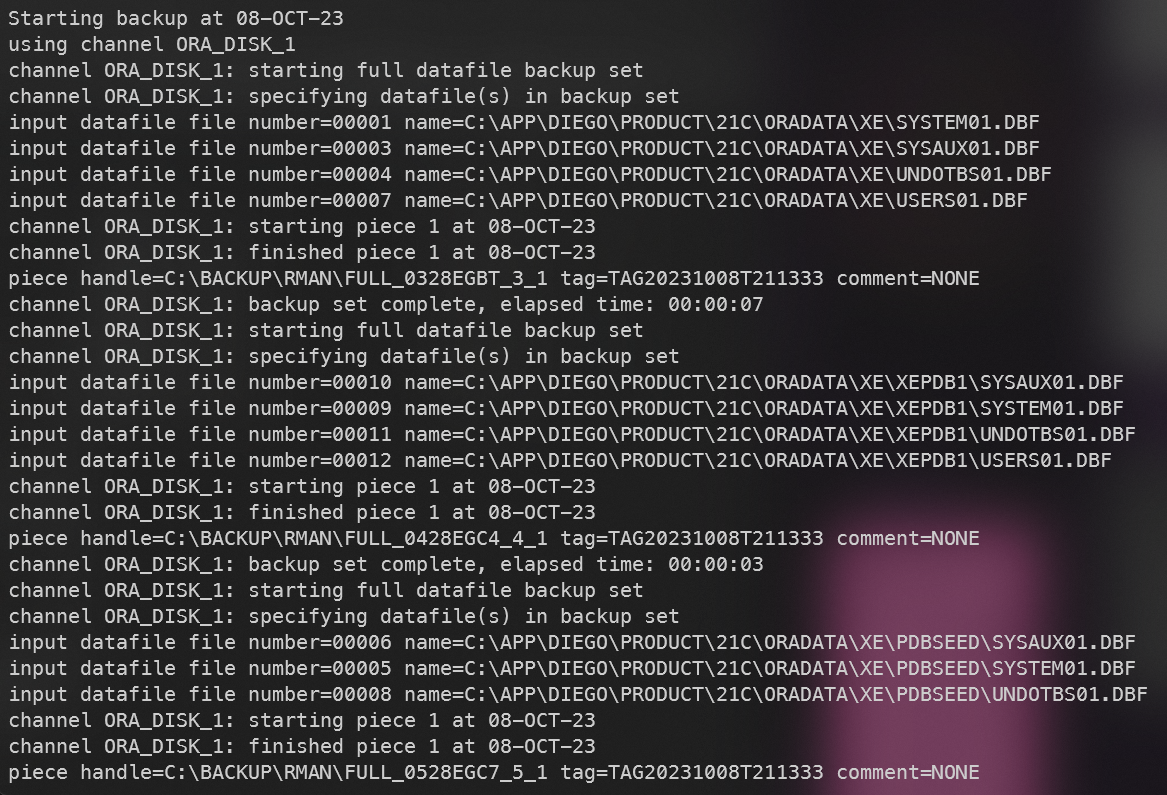 Starting backup at 08-OCT-23
using channel ORA_DISK_1
channel ORA_DISK_1: starting full datafile backup set
channel ORA_DISK_1: specifying datafile(s) in backup set
input datafile file number=00001 name=C:\APP\DIEGO\PRODUCT\21C\ORADATA\XE\SYSTEM01.DBF
input datafile file number=00003 name=C:\APP\DIEGO\PRODUCT\21C\ORADATA\XE\SYSAUX01.DBF
input datafile file number=00004 name=C:\APP\DIEGO\PRODUCT\21C\ORADATA\XE\UNDOTBS01.DBF
input datafile file number=00007 name=C:\APP\DIEGO\PRODUCT\21C\ORADATA\XE\USERS01.DBF
channel ORA_DISK_1: starting piece 1 at 08-OCT-23
channel ORA_DISK_1: finished piece 1 at 08-OCT-23
piece handle=C:\BACKUP\RMAN\FULL_0328EGBT_3_1 tag=TAG20231008T211333 comment=NONE
channel ORA_DISK_1: backup set complete, elapsed time: 00:00:07
channel ORA_DISK_1: starting full datafile backup set
channel ORA_DISK_1: specifying datafile(s) in backup set
input datafile file number=00010 name=C:\APP\DIEGO\PRODUCT\21C\ORADATA\XE\XEPDB1\SYSAUX01.DBF
input datafile file number=00009 name=C:\APP\DIEGO\PRODUCT\21C\ORADATA\XE\XEPDB1\SYSTEM01.DBF
input datafile file number=00011 name=C:\APP\DIEGO\PRODUCT\21C\ORADATA\XE\XEPDB1\UNDOTBS01.DBF
input datafile file number=00012 name=C:\APP\DIEGO\PRODUCT\21C\ORADATA\XE\XEPDB1\USERS01.DBF
channel ORA_DISK_1: starting piece 1 at 08-OCT-23
channel ORA_DISK_1: finished piece 1 at 08-OCT-23
piece handle=C:\BACKUP\RMAN\FULL_0428EGC4_4_1 tag=TAG20231008T211333 comment=NONE
channel ORA_DISK_1: backup set complete, elapsed time: 00:00:03
channel ORA_DISK_1: starting full datafile backup set
channel ORA_DISK_1: specifying datafile(s) in backup set
input datafile file number=00006 name=C:\APP\DIEGO\PRODUCT\21C\ORADATA\XE\PDBSEED\SYSAUX01.DBF
input datafile file number=00005 name=C:\APP\DIEGO\PRODUCT\21C\ORADATA\XE\PDBSEED\SYSTEM01.DBF
input datafile file number=00008 name=C:\APP\DIEGO\PRODUCT\21C\ORADATA\XE\PDBSEED\UNDOTBS01.DBF
channel ORA_DISK_1: starting piece 1 at 08-OCT-23
channel ORA_DISK_1: finished piece 1 at 08-OCT-23
piece handle=C:\BACKUP\RMAN\FULL_0528EGC7_5_1 tag=TAG20231008T211333 comment=NONE